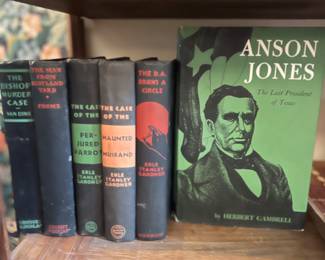 THE
BISHOP
MURDER
CASE
VAN DINE
THE MAN
FROM
SCOTLAND
YARD
FROME
THE CASE
OF THE
PER-
JURED
PARROT
ERLE
STANLEY
GARDNER
THE CASE
OF THE
HAUNTED
HUSBAND
ERLE
STANLEY
GARDNER
THE D.A.
DRAWS A
CIRCLE
ERLE
STANLEY
GARDNER
ANSON
JONES
The Last President
of Texas
by HERBERT GAMBRELL